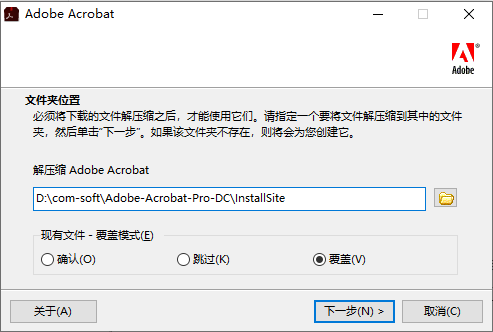 Adobe Acrobat
Adobe
文件夹位置
必须将下载的文件解压缩之后，才能使用它们。请指定一个要将文件解压缩到其中的文件
夹，然后单击“下一步”。如果该文件夹不存在，则将会为您创建它。
解压缩 Adobe Acrobat
D:\com-soft\Adobe-Acrobat-Pro-DC\InstallSite
现有文件 - 覆盖模式(E)
确认(O) 跳过(K) 覆盖(V)
关于(A) 下一步(N) > 取消(C)